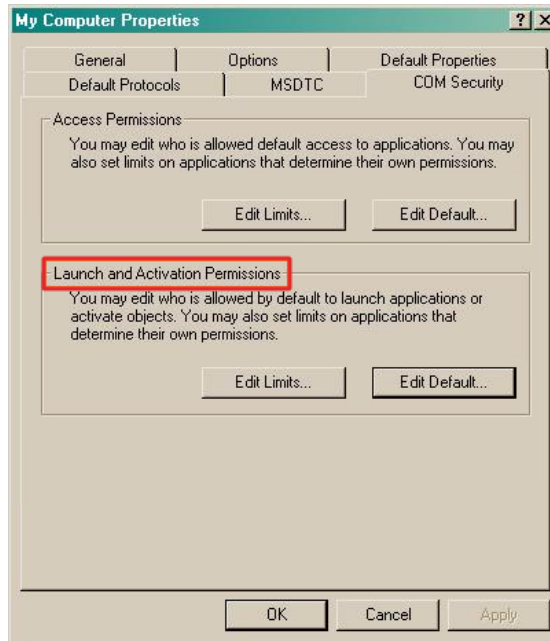 My Computer Properties
? X
General Options Default Properties
Default Protocols MSDTC COM Security
Access Permissions
You may edit who is allowed default access to applications. You may
also set limits on applications that determine their own permissions.
Edit Limits... Edit Default...
Launch and Activation Permissions
You may edit who is allowed by default to launch applications or
activate objects. You may also set limits on applications that
determine their own permissions.
Edit Limits... Edit Default...
OK Cancel Apply